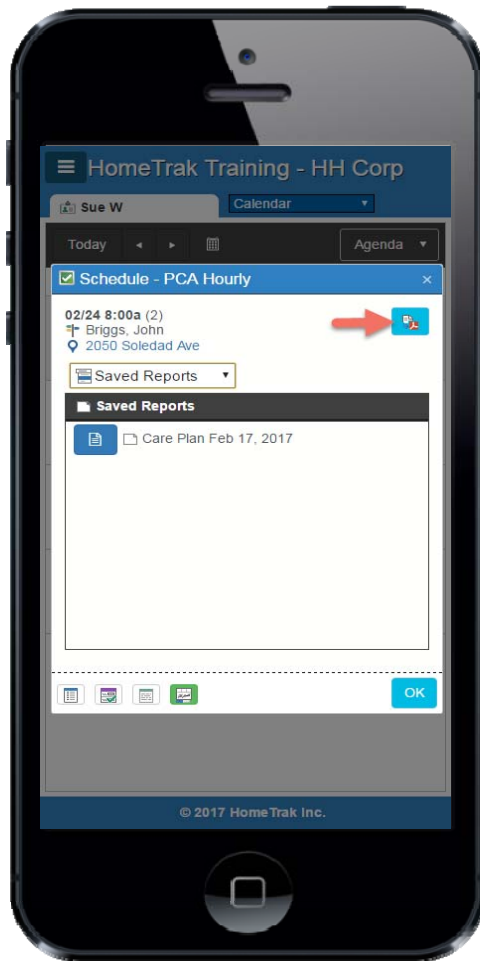 HomeTrak Training - HH Corp
Sue W
Calendar
Today
Agenda
Schedule - PCA Hourly
×
02/24 8:00a (2)
Briggs, John
2050 Soledad Ave
Saved Reports
Saved Reports
Care Plan Feb 17, 2017
OK
© 2017 HomeTrak Inc.